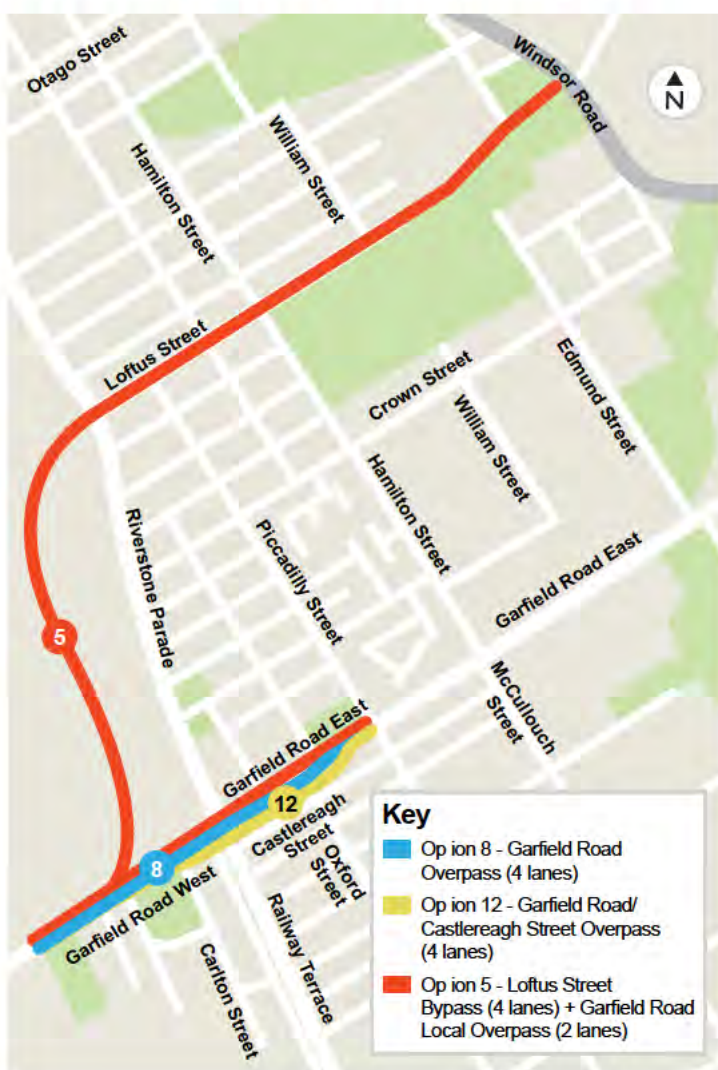 Otago Street
Windsor Road
N
William Street
Hamilton Street
Loftus Street
Crown Street
Edmund Street
William Street
Hamilton Street
Riverstone Parade
Piccadilly Street
Garfield Road East
5
McCullouch
Street
Garfield Road East
12
Castlereagh
Street
8
Oxford
Street
Garfield Road West
Railway Terrace
Carlton Street
Key
Op ion 8 - Garfield Road
Overpass (4 lanes)
Op ion 12 - Garfield Road/
Castlereagh Street Overpass
(4 lanes)
Op ion 5 - Loftus Street
Bypass (4 lanes) + Garfield Road
Local Overpass (2 lanes)